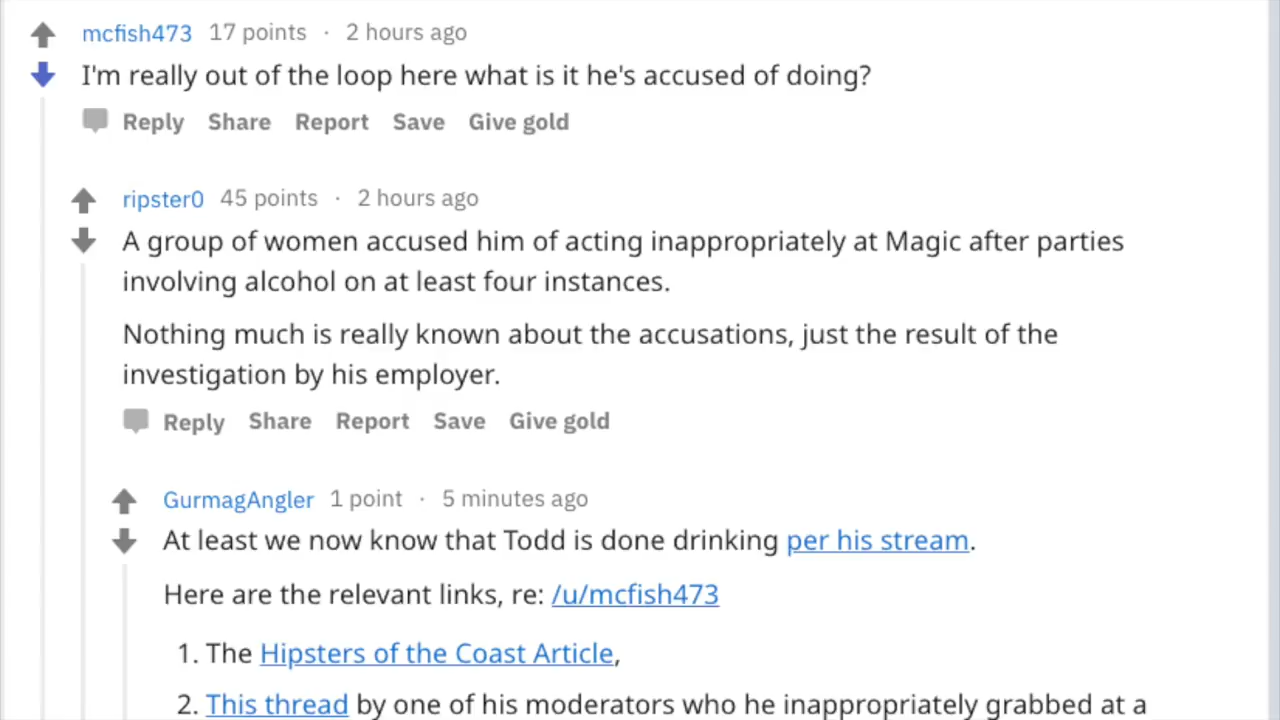 mcfish473 17 points · 2 hours ago
I'm really out of the loop here what is it he's accused of doing?
Reply Share Report Save Give gold
ripster0 45 points · 2 hours ago
A group of women accused him of acting inappropriately at Magic after parties
involving alcohol on at least four instances.
Nothing much is really known about the accusations, just the result of the
investigation by his employer.
Reply Share Report Save Give gold
GurmagAngler 1 point · 5 minutes ago
At least we now know that Todd is done drinking per his stream.
Here are the relevant links, re: /u/mcfish473
1. The Hipsters of the Coast Article,
2. This thread by one of his moderators who he inappropriately grabbed at a